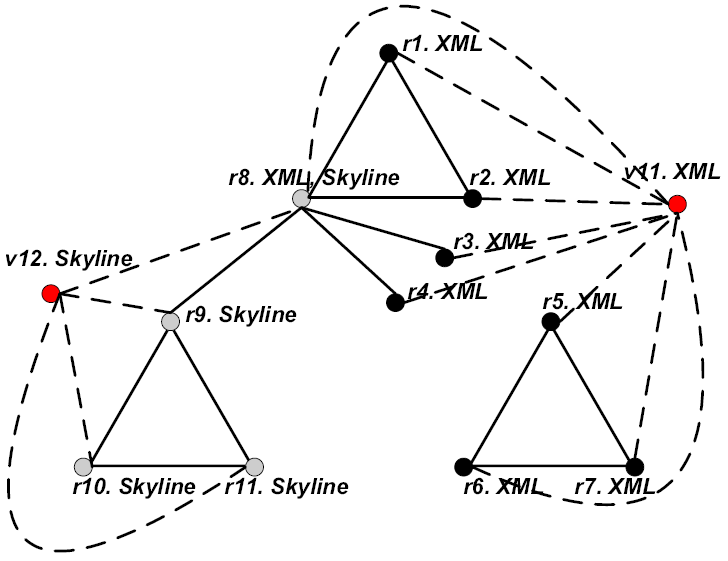 r1. XML
r8. XML, Skyline
r2. XML
v11. XML
r3. XML
v12. Skyline
r4. XML
r9. Skyline
r5. XML
r10. Skyline
r11. Skyline
r6. XML
r7. XML